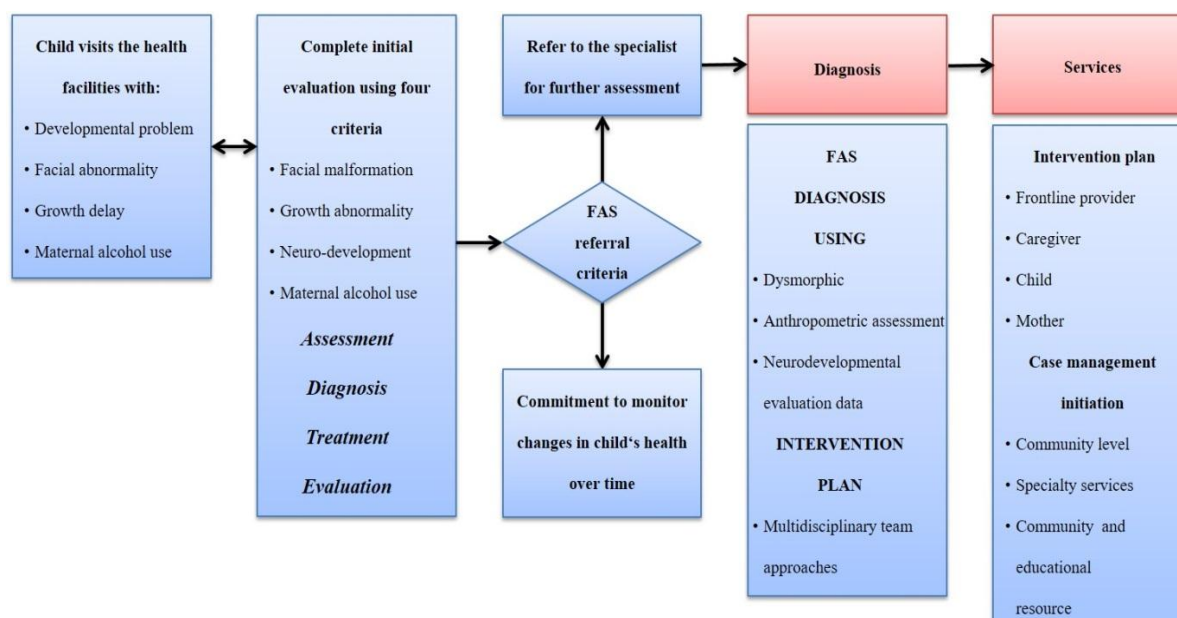 Child visits the health
facilities with:
• Developmental problem
• Facial abnormality
• Growth delay
• Maternal alcohol use
Complete initial
evaluation using four
criteria
• Facial malformation
• Growth abnormality
• Neuro-development
• Maternal alcohol use
Assessment
Diagnosis
Treatment
Evaluation
Refer to the specialist
for further assessment
FAS
referral
criteria
Commitment to monitor
changes in child‘s health
over time
Diagnosis
FAS
DIAGNOSIS
USING
• Dysmorphic
• Anthropometric assessment
• Neurodevelopmental
evaluation data
INTERVENTION
PLAN
• Multidisciplinary team
approaches
Services
Intervention plan
• Frontline provider
• Caregiver
• Child
• Mother
Case management
initiation
• Community level
• Specialty services
• Community and
educational
resource